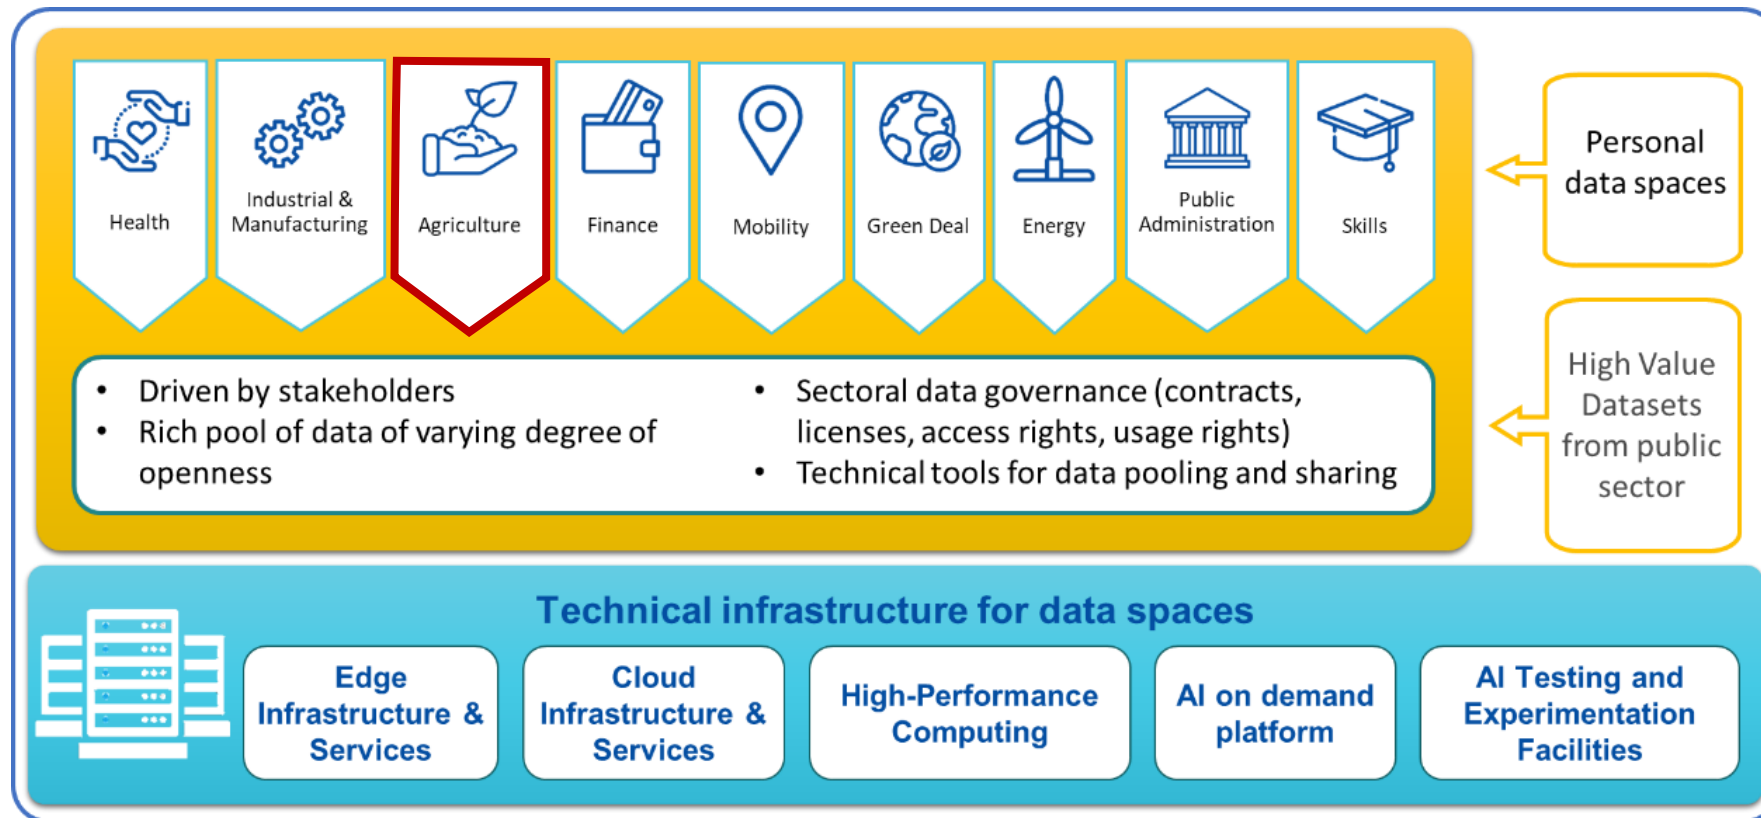 Health
Industrial &
Manufacturing
Agriculture
Finance
Mobility
Green Deal
Energy
Public
Administration
Skills
Personal
data spaces
• Driven by stakeholders
• Rich pool of data of varying degree of
openness
• Sectoral data governance (contracts,
licenses, access rights, usage rights)
• Technical tools for data pooling and sharing
High Value
Datasets
from public
sector
Technical infrastructure for data spaces
Edge
Infrastructure &
Services
Cloud
Infrastructure &
Services
High-Performance
Computing
AI on demand
platform
AI Testing and
Experimentation
Facilities